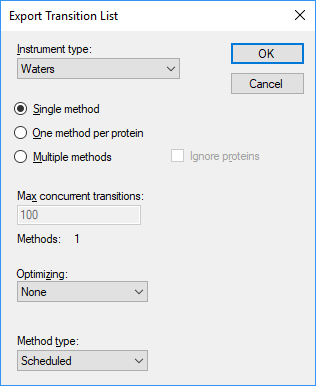 Export Transition List
Instrument type:
Waters
OK
Cancel
Single method
One method per protein
Multiple methods
Ignore proteins
Max concurrent transitions:
100
Methods: 1
Optimizing:
None
Method type:
Scheduled